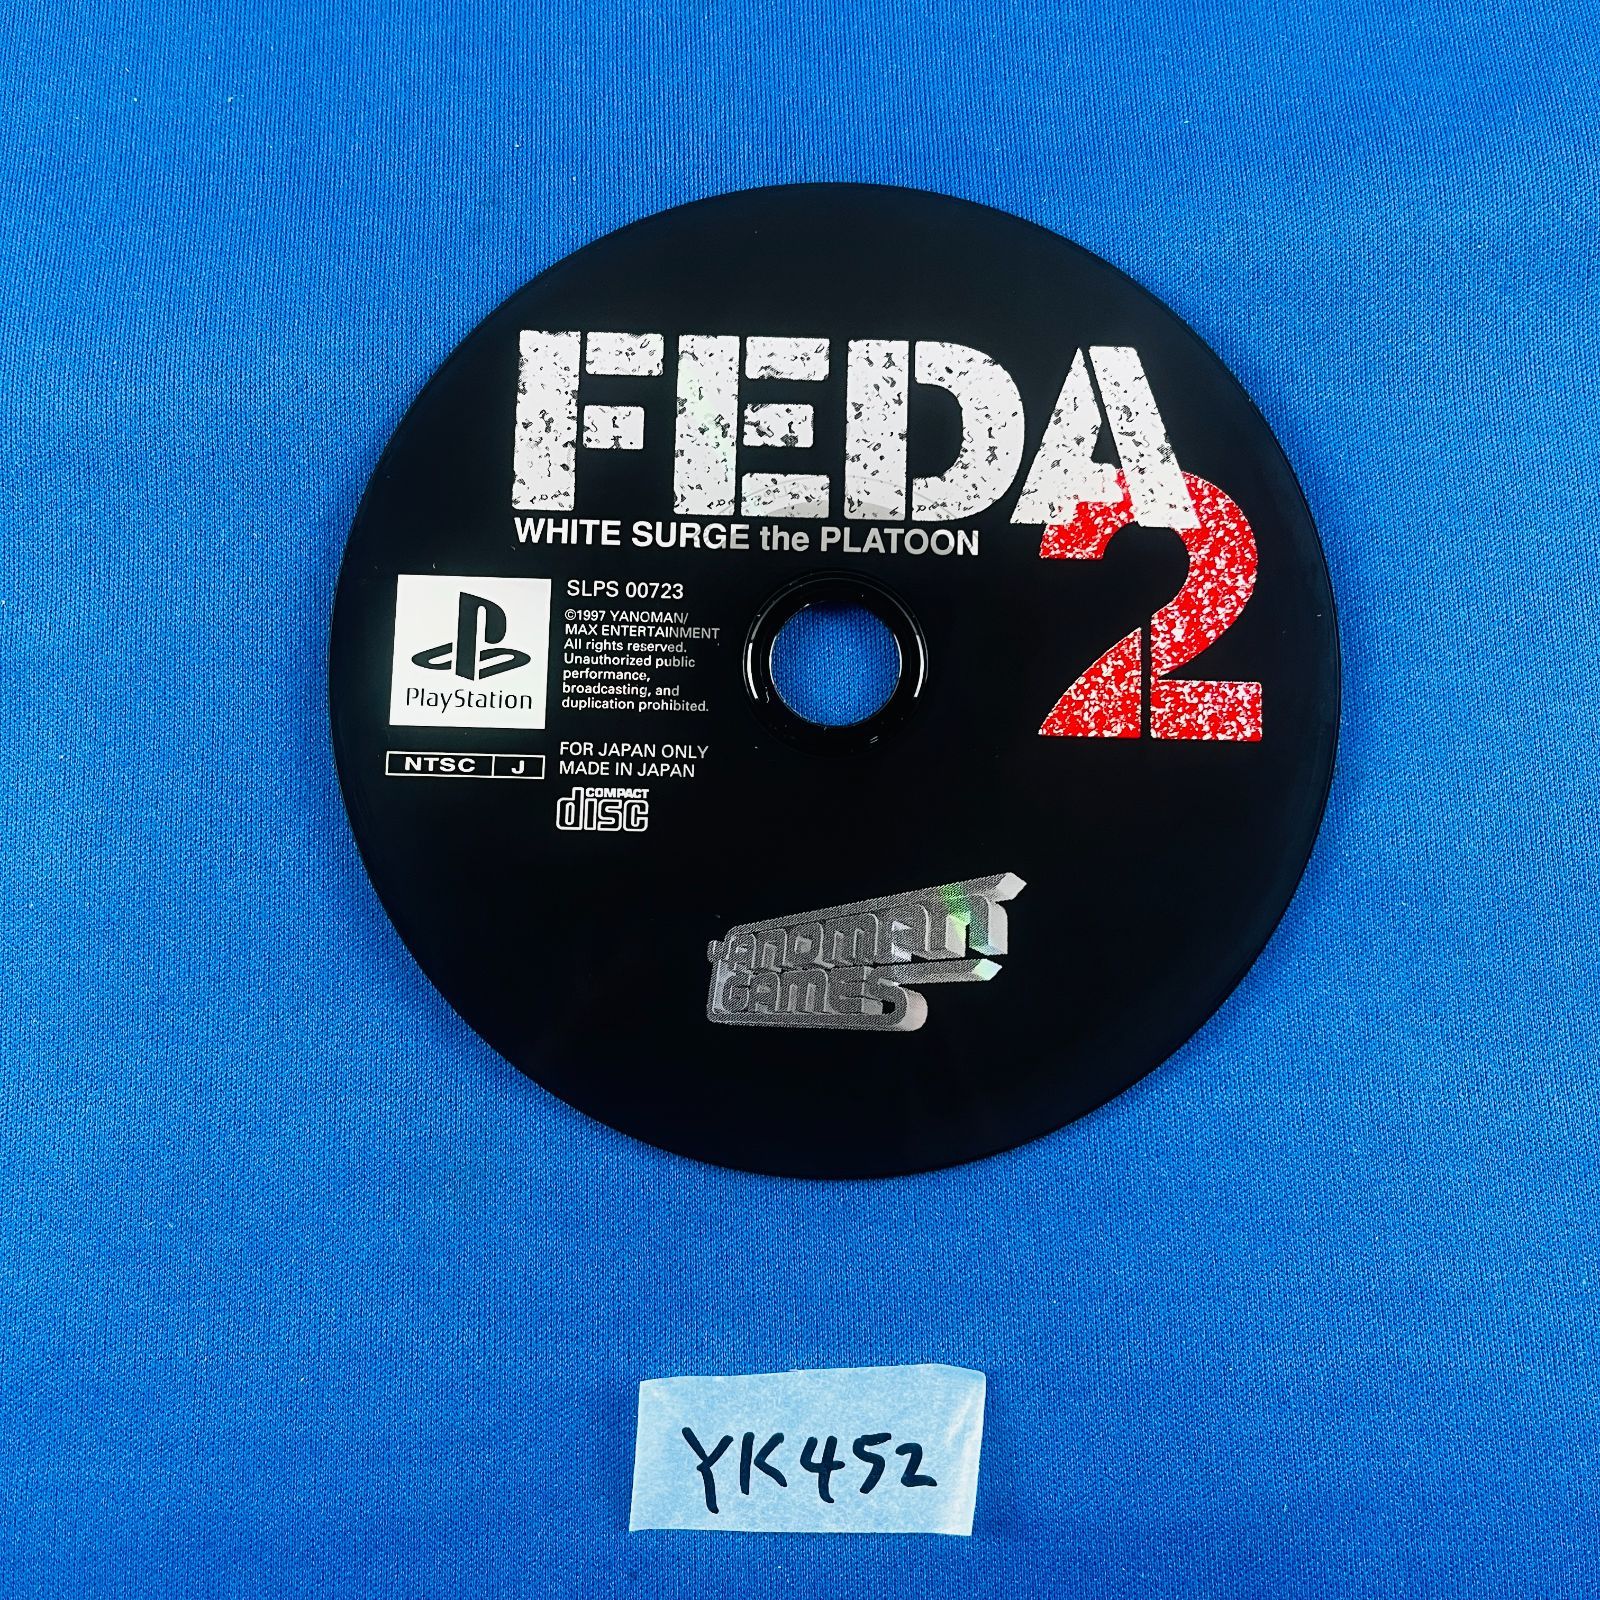 FEDA
2
WHITE SURGE the PLATOON
SLPS 00723
©1997 YANOMAN/
MAX ENTERTAINMENT
All rights reserved.
Unauthorized public
performance,
broadcasting, and
duplication prohibited.
PlayStation
FOR JAPAN ONLY
MADE IN JAPAN
NTSC J
COMPACT
disc
YANOMAN
GAMES
YK452